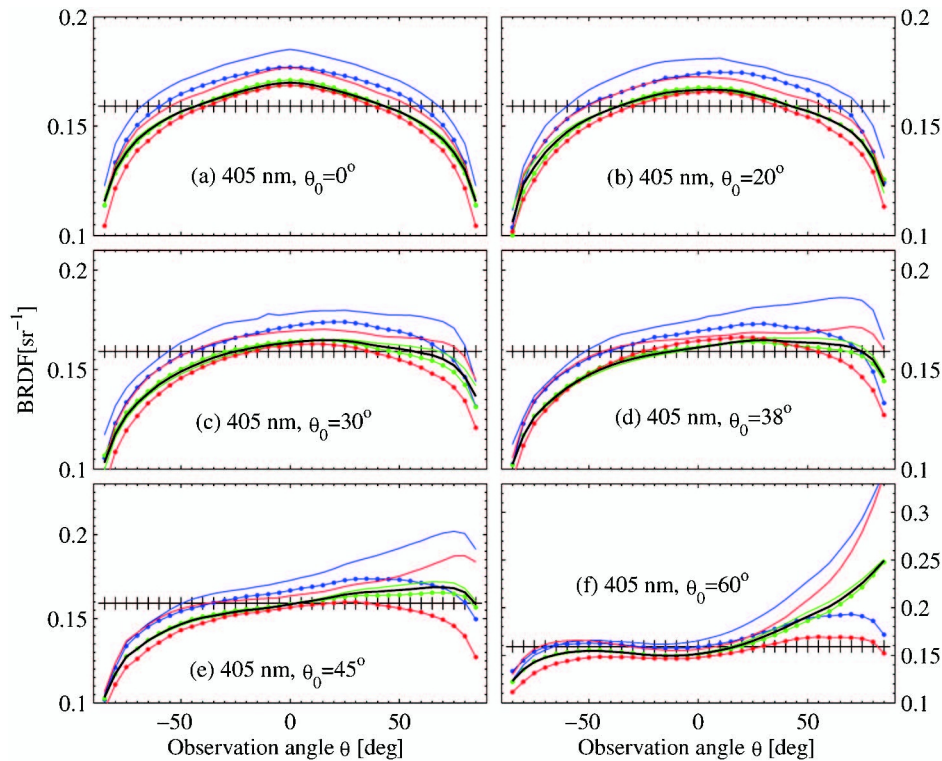 0.2
0.2
0.15
0.15
(a) 405 nm, θ₀=0°
(b) 405 nm, θ₀=20°
0.1
0.1
0.2
0.2
BRDF[sr⁻¹]
0.15
0.15
(c) 405 nm, θ₀=30°
(d) 405 nm, θ₀=38°
0.1
0.1
0.2
0.3
(f) 405 nm, θ₀=60°
0.25
0.15
0.2
(e) 405 nm, θ₀=45°
0.15
0.1
0.1
−50 0 50
−50 0 50
Observation angle θ [deg]
Observation angle θ [deg]